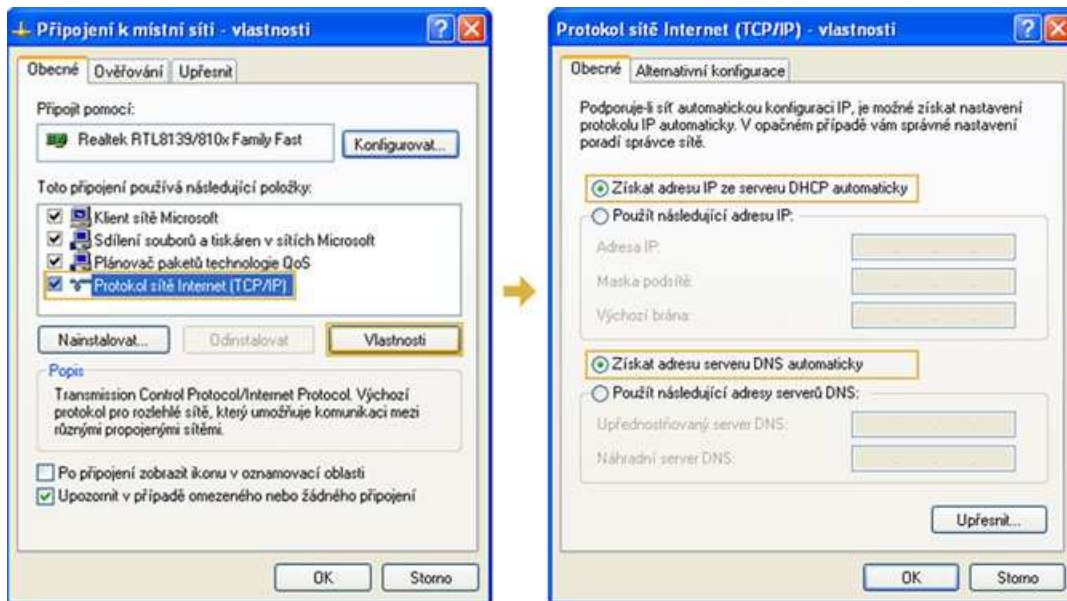 Připojení k místní síti - vlastnosti
Obecné Ověřování Upřesnit
Připojit pomocí:
Realtek RTL8139/810x Family Fast
Konfigurovat...
Toto připojení používá následující položky:
Klient sítě Microsoft
Sdílení souborů a tiskáren v sítích Microsoft
Plánovač paketů technologie QoS
Protokol sítě Internet (TCP/IP)
Nainstalovat... Odinstalovat Vlastnosti
Popis
Transmission Control Protocol/Internet Protocol. Výchozí
protokol pro rozlehlé sítě, který umožňuje komunikaci mezi
různými propojenými sítěmi.
Po připojení zobrazit ikonu v oznamovací oblasti
Upozornit v případě omezeného nebo žádného připojení
OK Storno
Protokol sítě Internet (TCP/IP) - vlastnosti
Obecné Alternativní konfigurace
Podporuje-li síť automatickou konfiguraci IP, je možné získat nastavení
protokolu IP automaticky. V opačném případě vám správné nastavení
poradí správce sítě.
Získat adresu IP ze serveru DHCP automaticky
Použít následující adresu IP:
Adresa IP:
Maska podsítě:
Výchozí brána:
Získat adresu serveru DNS automaticky
Použít následující adresy serverů DNS:
Upřednostňovaný server DNS:
Náhradní server DNS:
Upřesnit...
OK Storno